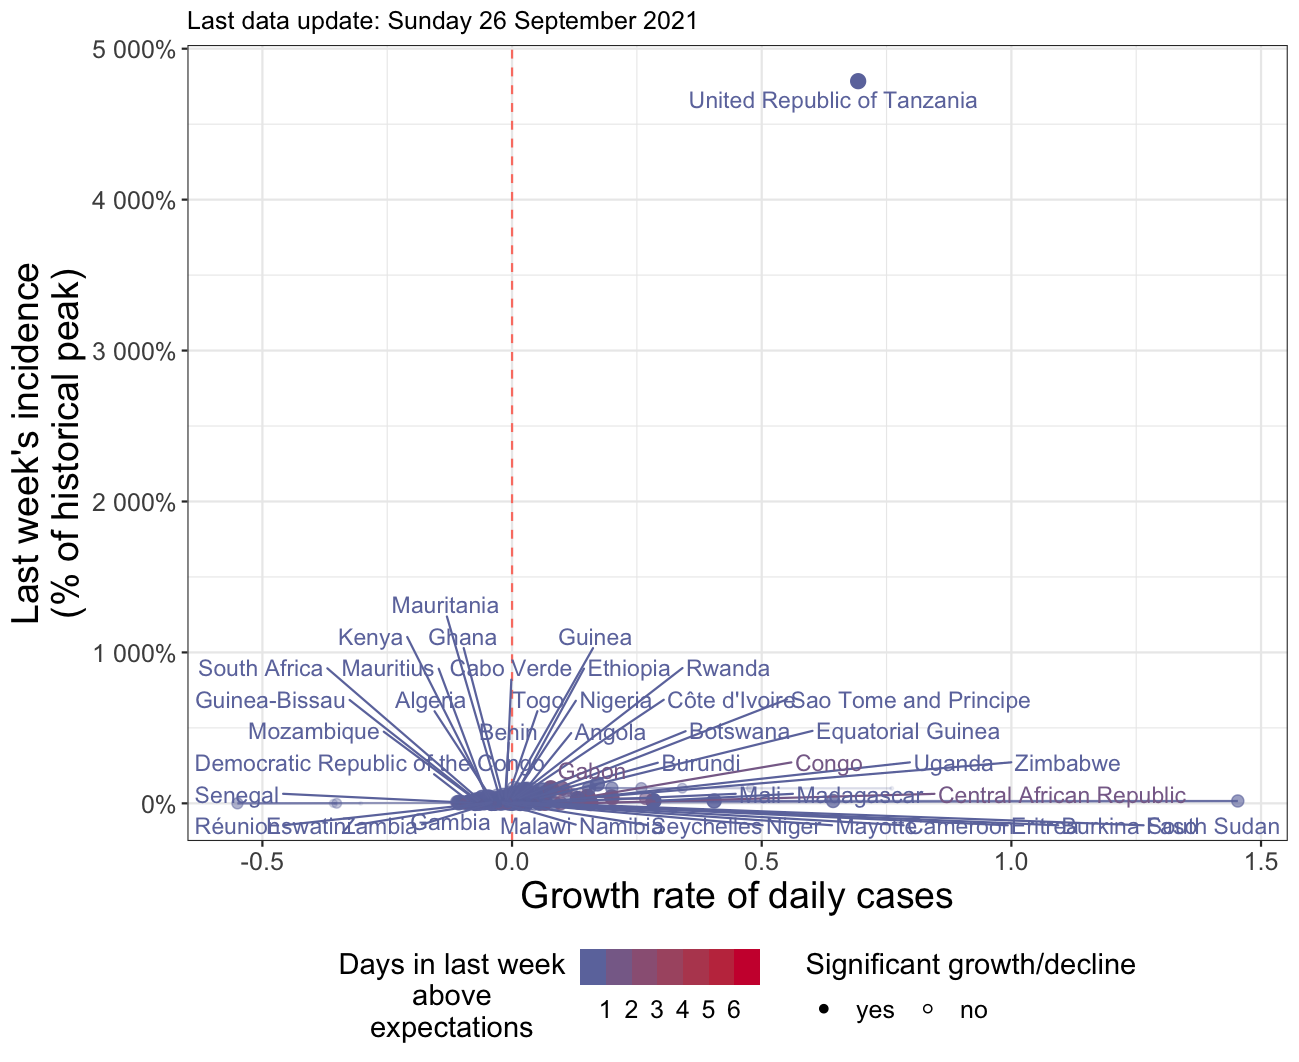 Last data update: Sunday 26 September 2021
5 000%
4 000%
3 000%
2 000%
1 000%
0%
Last week's incidence
(% of historical peak)
United Republic of Tanzania
Mauritania
Kenya Ghana Guinea
South Africa Mauritius Cabo Verde Ethiopia Rwanda
Guinea-Bissau Algeria Togo Nigeria Côte d'Ivoire Sao Tome and Principe
Mozambique Benin Angola Botswana Equatorial Guinea
Democratic Republic of the Congo Gabon Burundi Congo Uganda Zimbabwe
Senegal Mali Madagascar Central African Republic
Réunion Eswatini Zambia Gambia Malawi Namibia Seychelles Niger Mayotte Cameroon Eritrea Burkina Faso South Sudan
-0.5 0.0 0.5 1.0 1.5
Growth rate of daily cases
Days in last week
above
expectations
1 2 3 4 5 6
Significant growth/decline
yes no